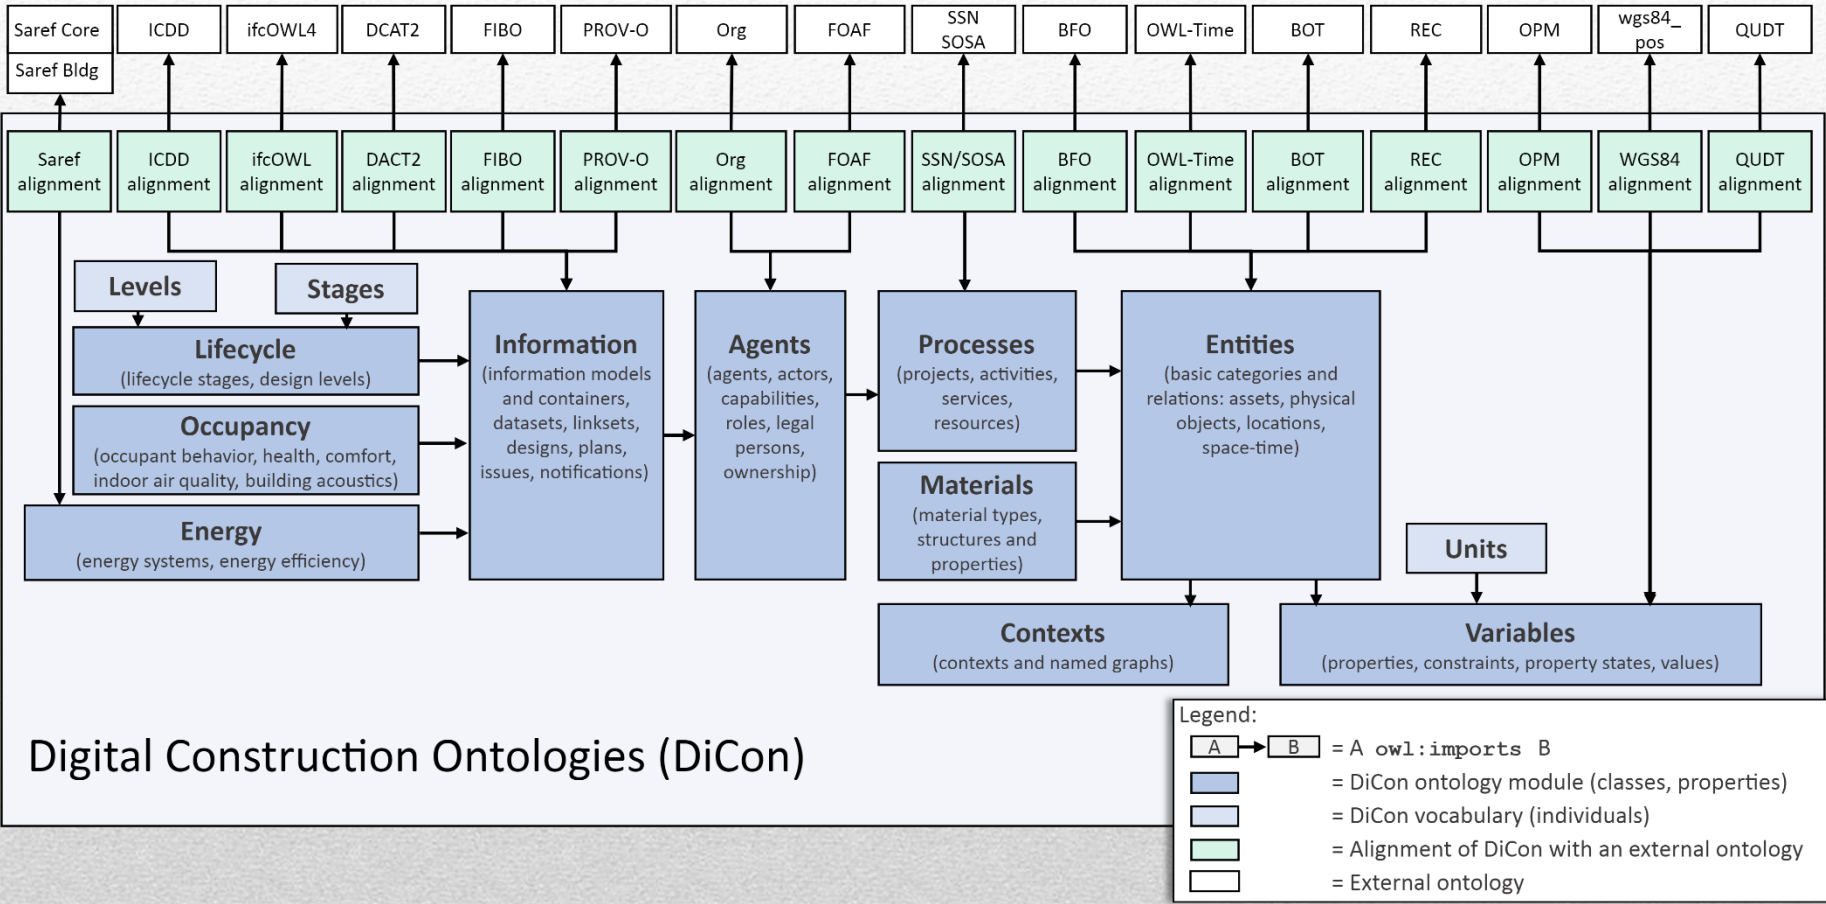 Saref Core
Saref Bldg
ICDD
ifcOWL4
DCAT2
FIBO
PROV-O
Org
FOAF
SSN
SOSA
BFO
OWL-Time
BOT
REC
OPM
wgs84_
pos
QUDT
Saref
alignment
ICDD
alignment
ifcOWL
alignment
DACT2
alignment
FIBO
alignment
PROV-O
alignment
Org
alignment
FOAF
alignment
SSN/SOSA
alignment
BFO
alignment
OWL-Time
alignment
BOT
alignment
REC
alignment
OPM
alignment
WGS84
alignment
QUDT
alignment
Levels
Stages
Lifecycle
(lifecycle stages, design levels)
Occupancy
(occupant behavior, health, comfort,
indoor air quality, building acoustics)
Energy
(energy systems, energy efficiency)
Information
(information models
and containers,
datasets, linksets,
designs, plans,
issues, notifications)
Agents
(agents, actors,
capabilities,
roles, legal
persons,
ownership)
Processes
(projects, activities,
services,
resources)
Materials
(material types,
structures and
properties)
Entities
(basic categories and
relations: assets, physical
objects, locations,
space-time)
Units
Contexts
(contexts and named graphs)
Variables
(properties, constraints, property states, values)
Digital Construction Ontologies (DiCon)
Legend:
A B = A owl:imports B
= DiCon ontology module (classes, properties)
= DiCon vocabulary (individuals)
= Alignment of DiCon with an external ontology
= External ontology